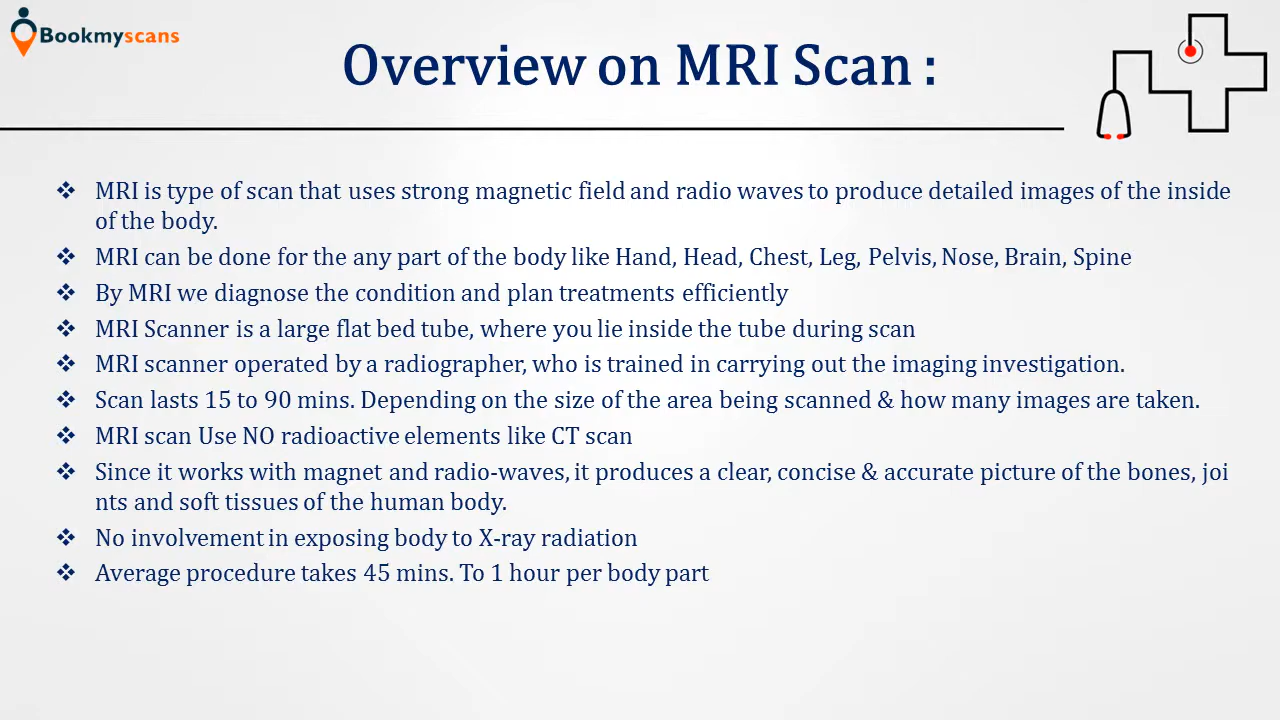 Bookmyscans
Overview on MRI Scan :
❖ MRI is type of scan that uses strong magnetic field and radio waves to produce detailed images of the inside
of the body.
❖ MRI can be done for the any part of the body like Hand, Head, Chest, Leg, Pelvis, Nose, Brain, Spine
❖ By MRI we diagnose the condition and plan treatments efficiently
❖ MRI Scanner is a large flat bed tube, where you lie inside the tube during scan
❖ MRI scanner operated by a radiographer, who is trained in carrying out the imaging investigation.
❖ Scan lasts 15 to 90 mins. Depending on the size of the area being scanned & how many images are taken.
❖ MRI scan Use NO radioactive elements like CT scan
❖ Since it works with magnet and radio-waves, it produces a clear, concise & accurate picture of the bones, joi
nts and soft tissues of the human body.
❖ No involvement in exposing body to X-ray radiation
❖ Average procedure takes 45 mins. To 1 hour per body part